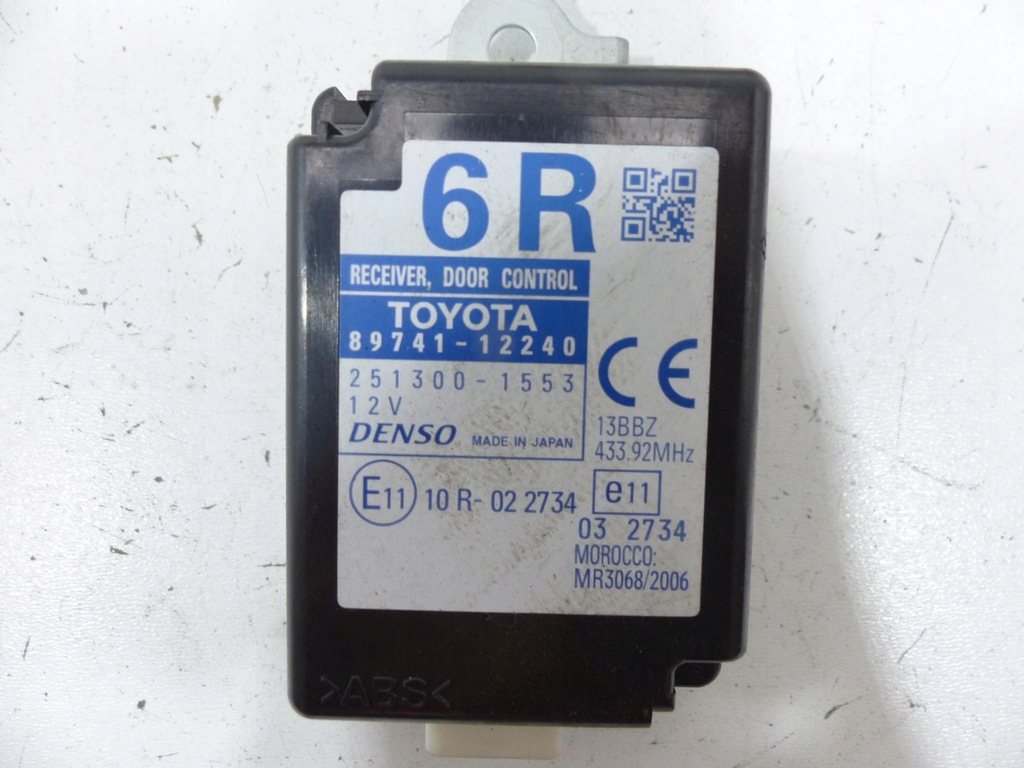 6R
RECEIVER, DOOR CONTROL
TOYOTA
89741-12240
251300-1553
12V
DENSO MADE IN JAPAN
CE
13BBZ
433.92MHz
E11 10 R- 02 2734
e11
03 2734
MOROCCO:
MR3068/2006
>ABS<